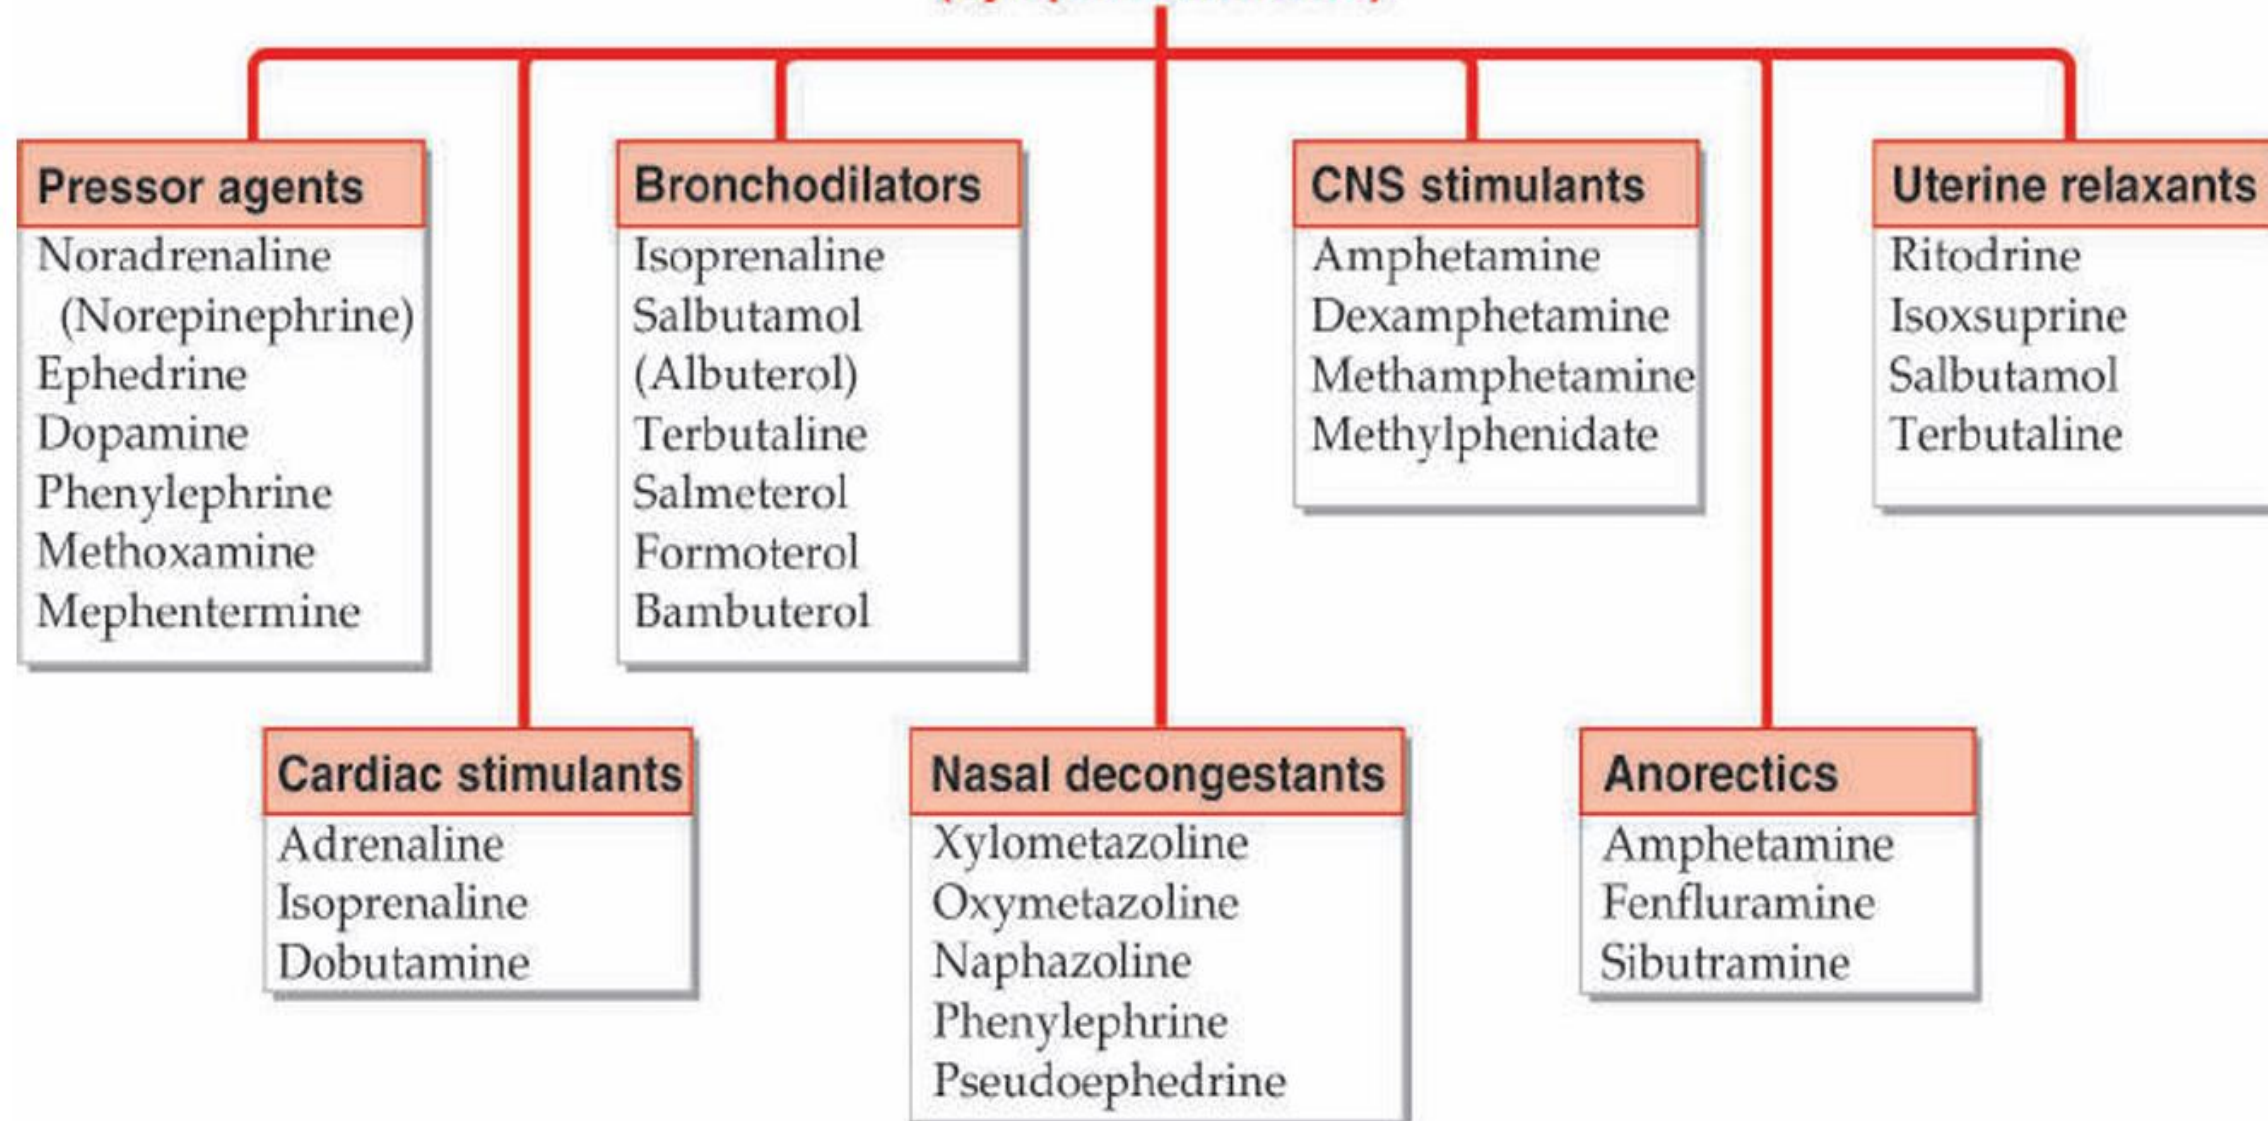 Pressor agents
Noradrenaline
(Norepinephrine)
Ephedrine
Dopamine
Phenylephrine
Methoxamine
Mephentermine
Bronchodilators
Isoprenaline
Salbutamol
(Albuterol)
Terbutaline
Salmeterol
Formoterol
Bambuterol
CNS stimulants
Amphetamine
Dexamphetamine
Methamphetamine
Methylphenidate
Uterine relaxants
Ritodrine
Isoxsuprine
Salbutamol
Terbutaline
Cardiac stimulants
Adrenaline
Isoprenaline
Dobutamine
Nasal decongestants
Xylometazoline
Oxymetazoline
Naphazoline
Phenylephrine
Pseudoephedrine
Anorectics
Amphetamine
Fenfluramine
Sibutramine